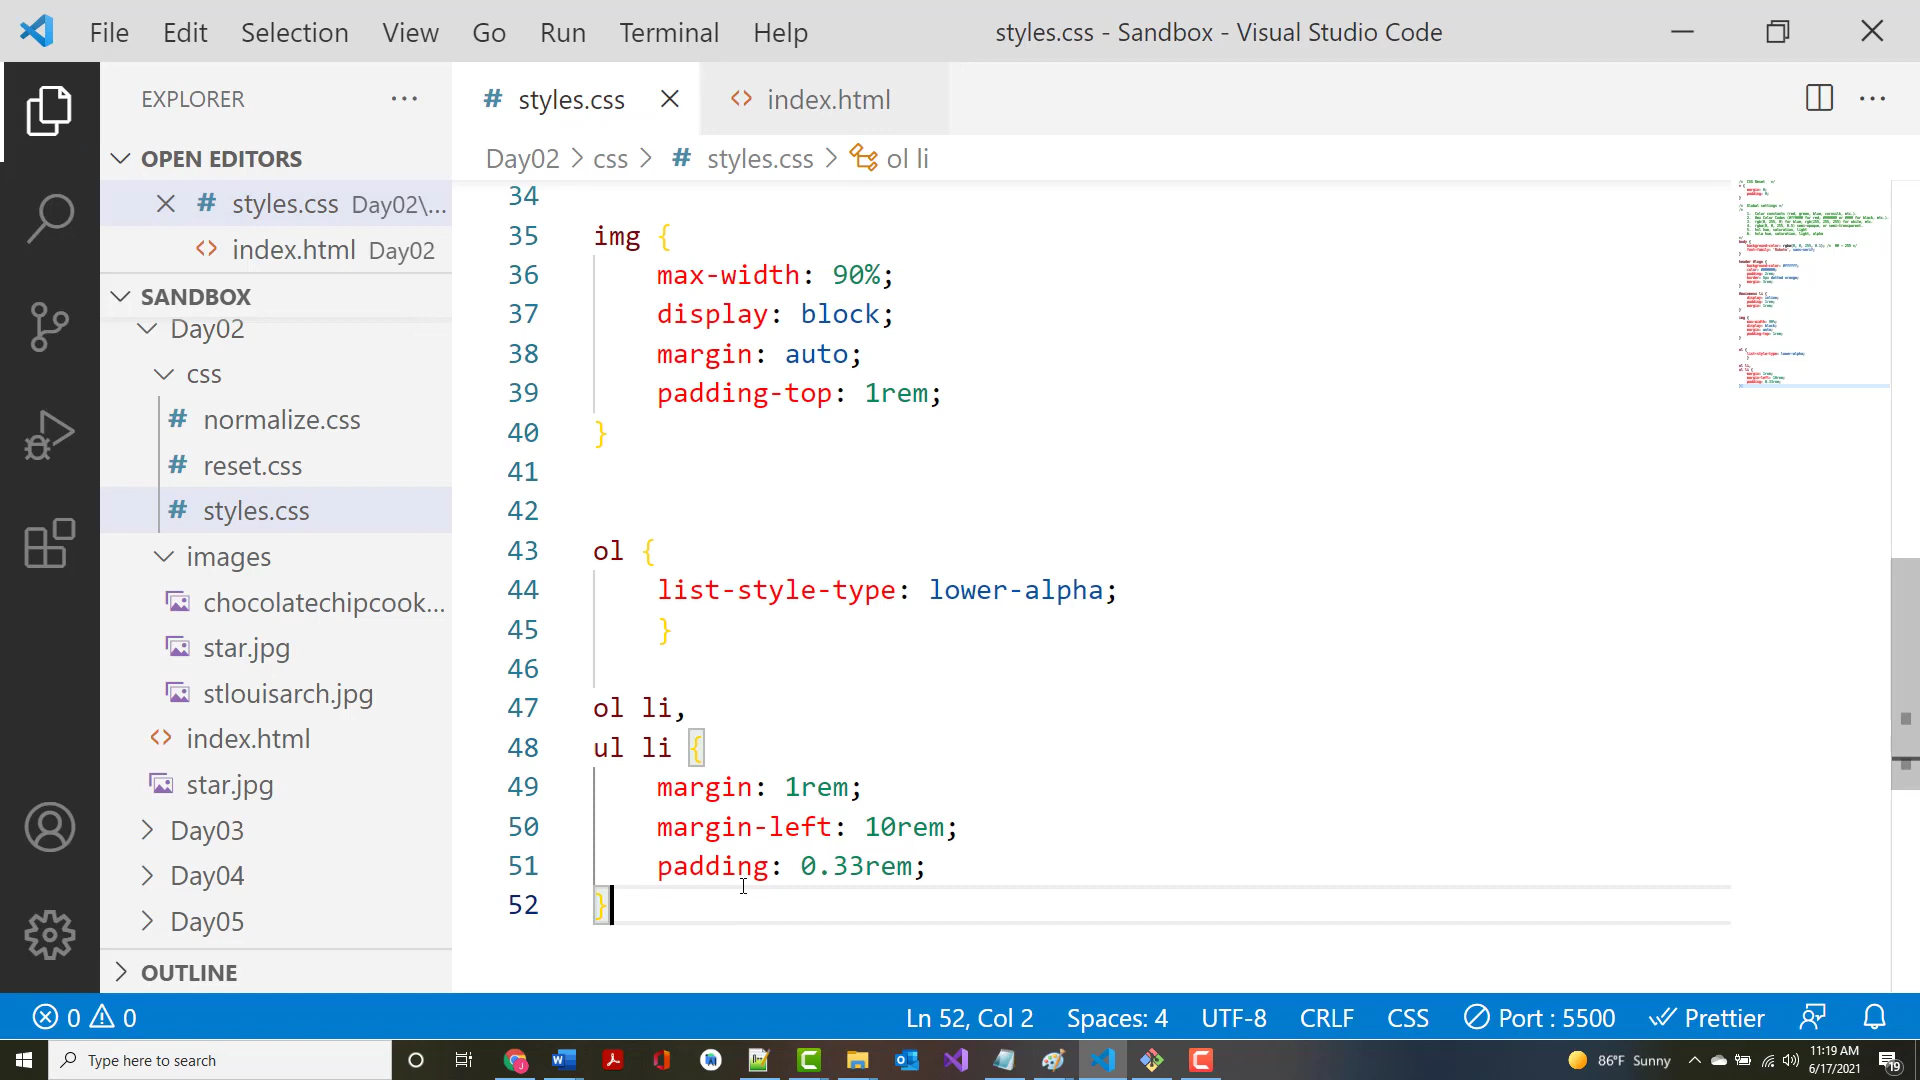 File Edit Selection View Go Run Terminal Help styles.css - Sandbox - Visual Studio Code
EXPLORER
styles.css
index.html
Day02 > css > # styles.css > ol li
OPEN EDITORS
# styles.css Day02\...
<> index.html Day02
SANDBOX
Day02
css
# normalize.css
# reset.css
# styles.css
images
chocolatechipcook...
star.jpg
stlouisarch.jpg
<> index.html
star.jpg
Day03
Day04
Day05
OUTLINE
34
35 img {
36 max-width: 90%;
37 display: block;
38 margin: auto;
39 padding-top: 1rem;
40 }
41
42
43 ol {
44 list-style-type: lower-alpha;
45 }
46
47 ol li,
48 ul li {
49 margin: 1rem;
50 margin-left: 10rem;
51 padding: 0.33rem;
52 }
0 0 Ln 52, Col 2 Spaces: 4 UTF-8 CRLF CSS Port : 5500 Prettier
Type here to search
86°F Sunny
11:19 AM
6/17/2021
19